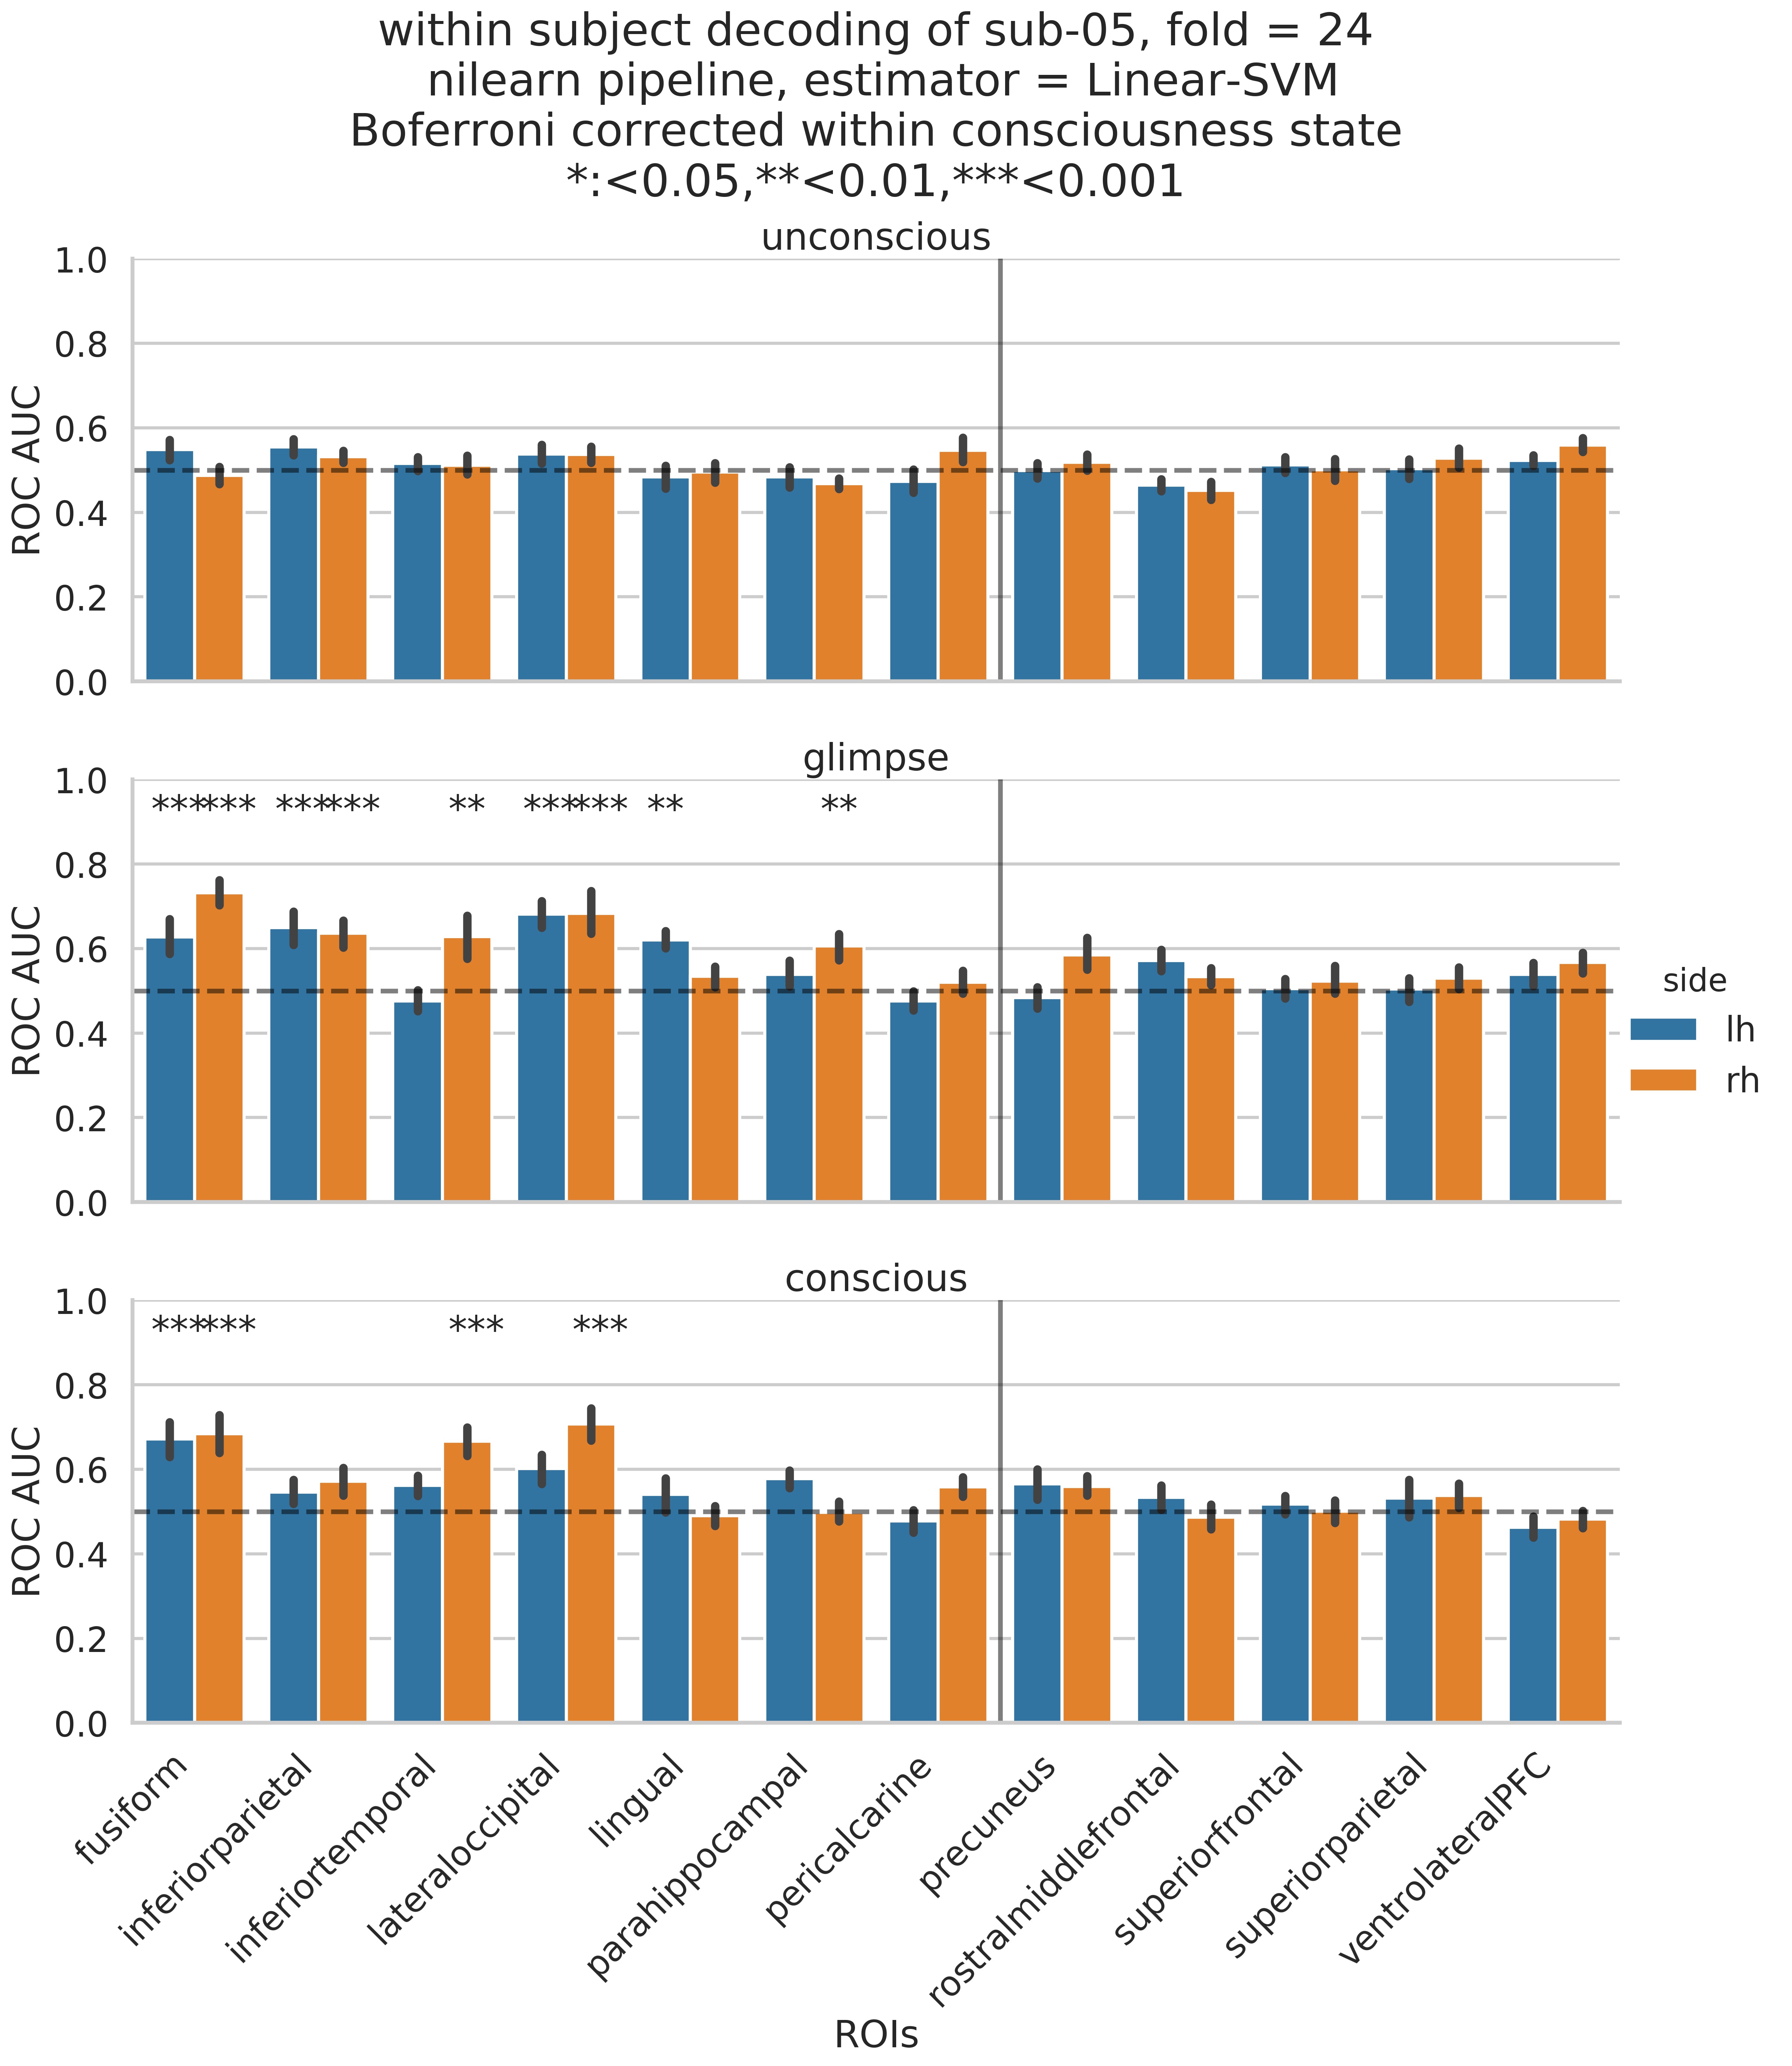 within subject decoding of sub-05, fold = 24
nilearn pipeline, estimator = Linear-SVM
Boferroni corrected within consciousness state
*:<0.05,**<0.01,***<0.001
unconscious
1.0
0.8
0.6
0.4
0.2
0.0
ROC AUC
glimpse
1.0
0.8
0.6
0.4
0.2
0.0
ROC AUC
*** *** *** *** ** *** *** ** **
side
lh
rh
conscious
1.0
0.8
0.6
0.4
0.2
0.0
ROC AUC
*** *** *** ***
fusiform
inferiorparietal
inferiortemporal
lateraloccipital
lingual
parahippocampal
pericalcarine
precuneus
rostralmiddlefrontal
superiorfrontal
superiorparietal
ventrolateralPFC
ROIs